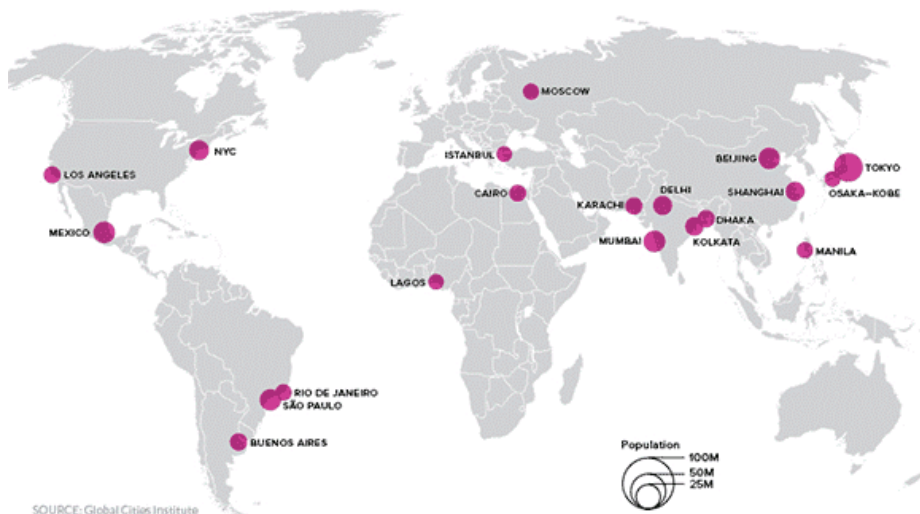 MOSCOW
NYC
ISTANBUL
BEIJING
TOKYO
LOS ANGELES
OSAKA–KOBE
CAIRO
DELHI
SHANGHAI
KARACHI
DHAKA
MEXICO
MUMBAI
KOLKATA
MANILA
LAGOS
RIO DE JANEIRO
SÃO PAULO
BUENOS AIRES
Population
100M
50M
25M
SOURCE: Global Cities Institute